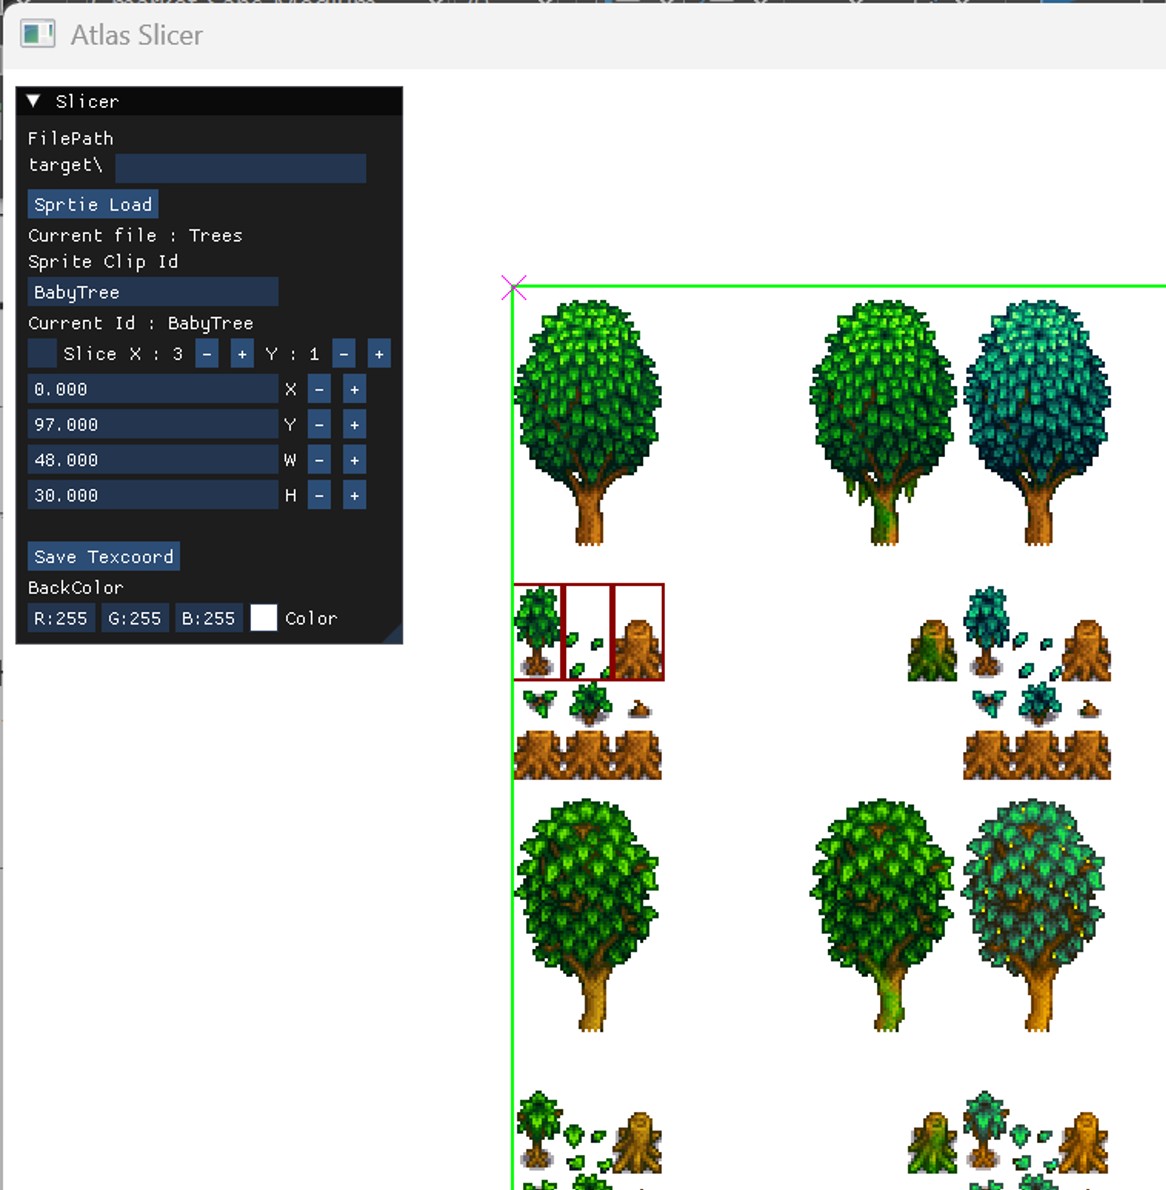 Atlas Slicer
Slicer
FilePath
target\
Sprtie Load
Current file : Trees
Sprite Clip Id
BabyTree
Current Id : BabyTree
Slice X : 3 - + Y : 1 - +
0.000 X - +
97.000 Y - +
48.000 W - +
30.000 H - +
Save Texcoord
BackColor
R:255 G:255 B:255 Color